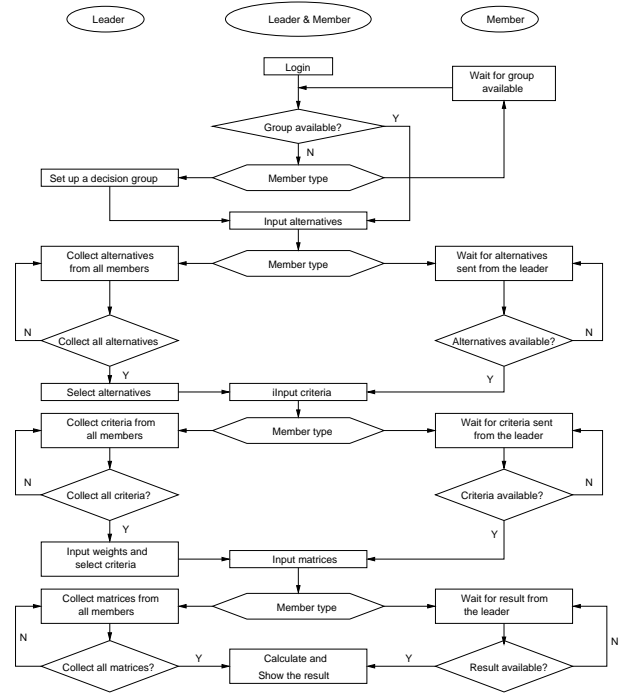 Leader
Leader & Member
Member
Login
Wait for group
available
Group available?
Y
N
Set up a decision group
Member type
Input alternatives
Collect alternatives
from all members
Member type
Wait for alternatives
sent from the leader
N
Collect all alternatives
Alternatives available?
N
Y
Y
Select alternatives
iInput criteria
Collect criteria from
all members
Member type
Wait for criteria sent
from the leader
N
Collect all criteria?
Criteria available?
N
Y
Y
Input weights and
select criteria
Input matrices
Collect matrices from
all members
Member type
Wait for result from
the leader
N
N
Collect all matrices?
Y
Calculate and
Show the result
Y
Result available?